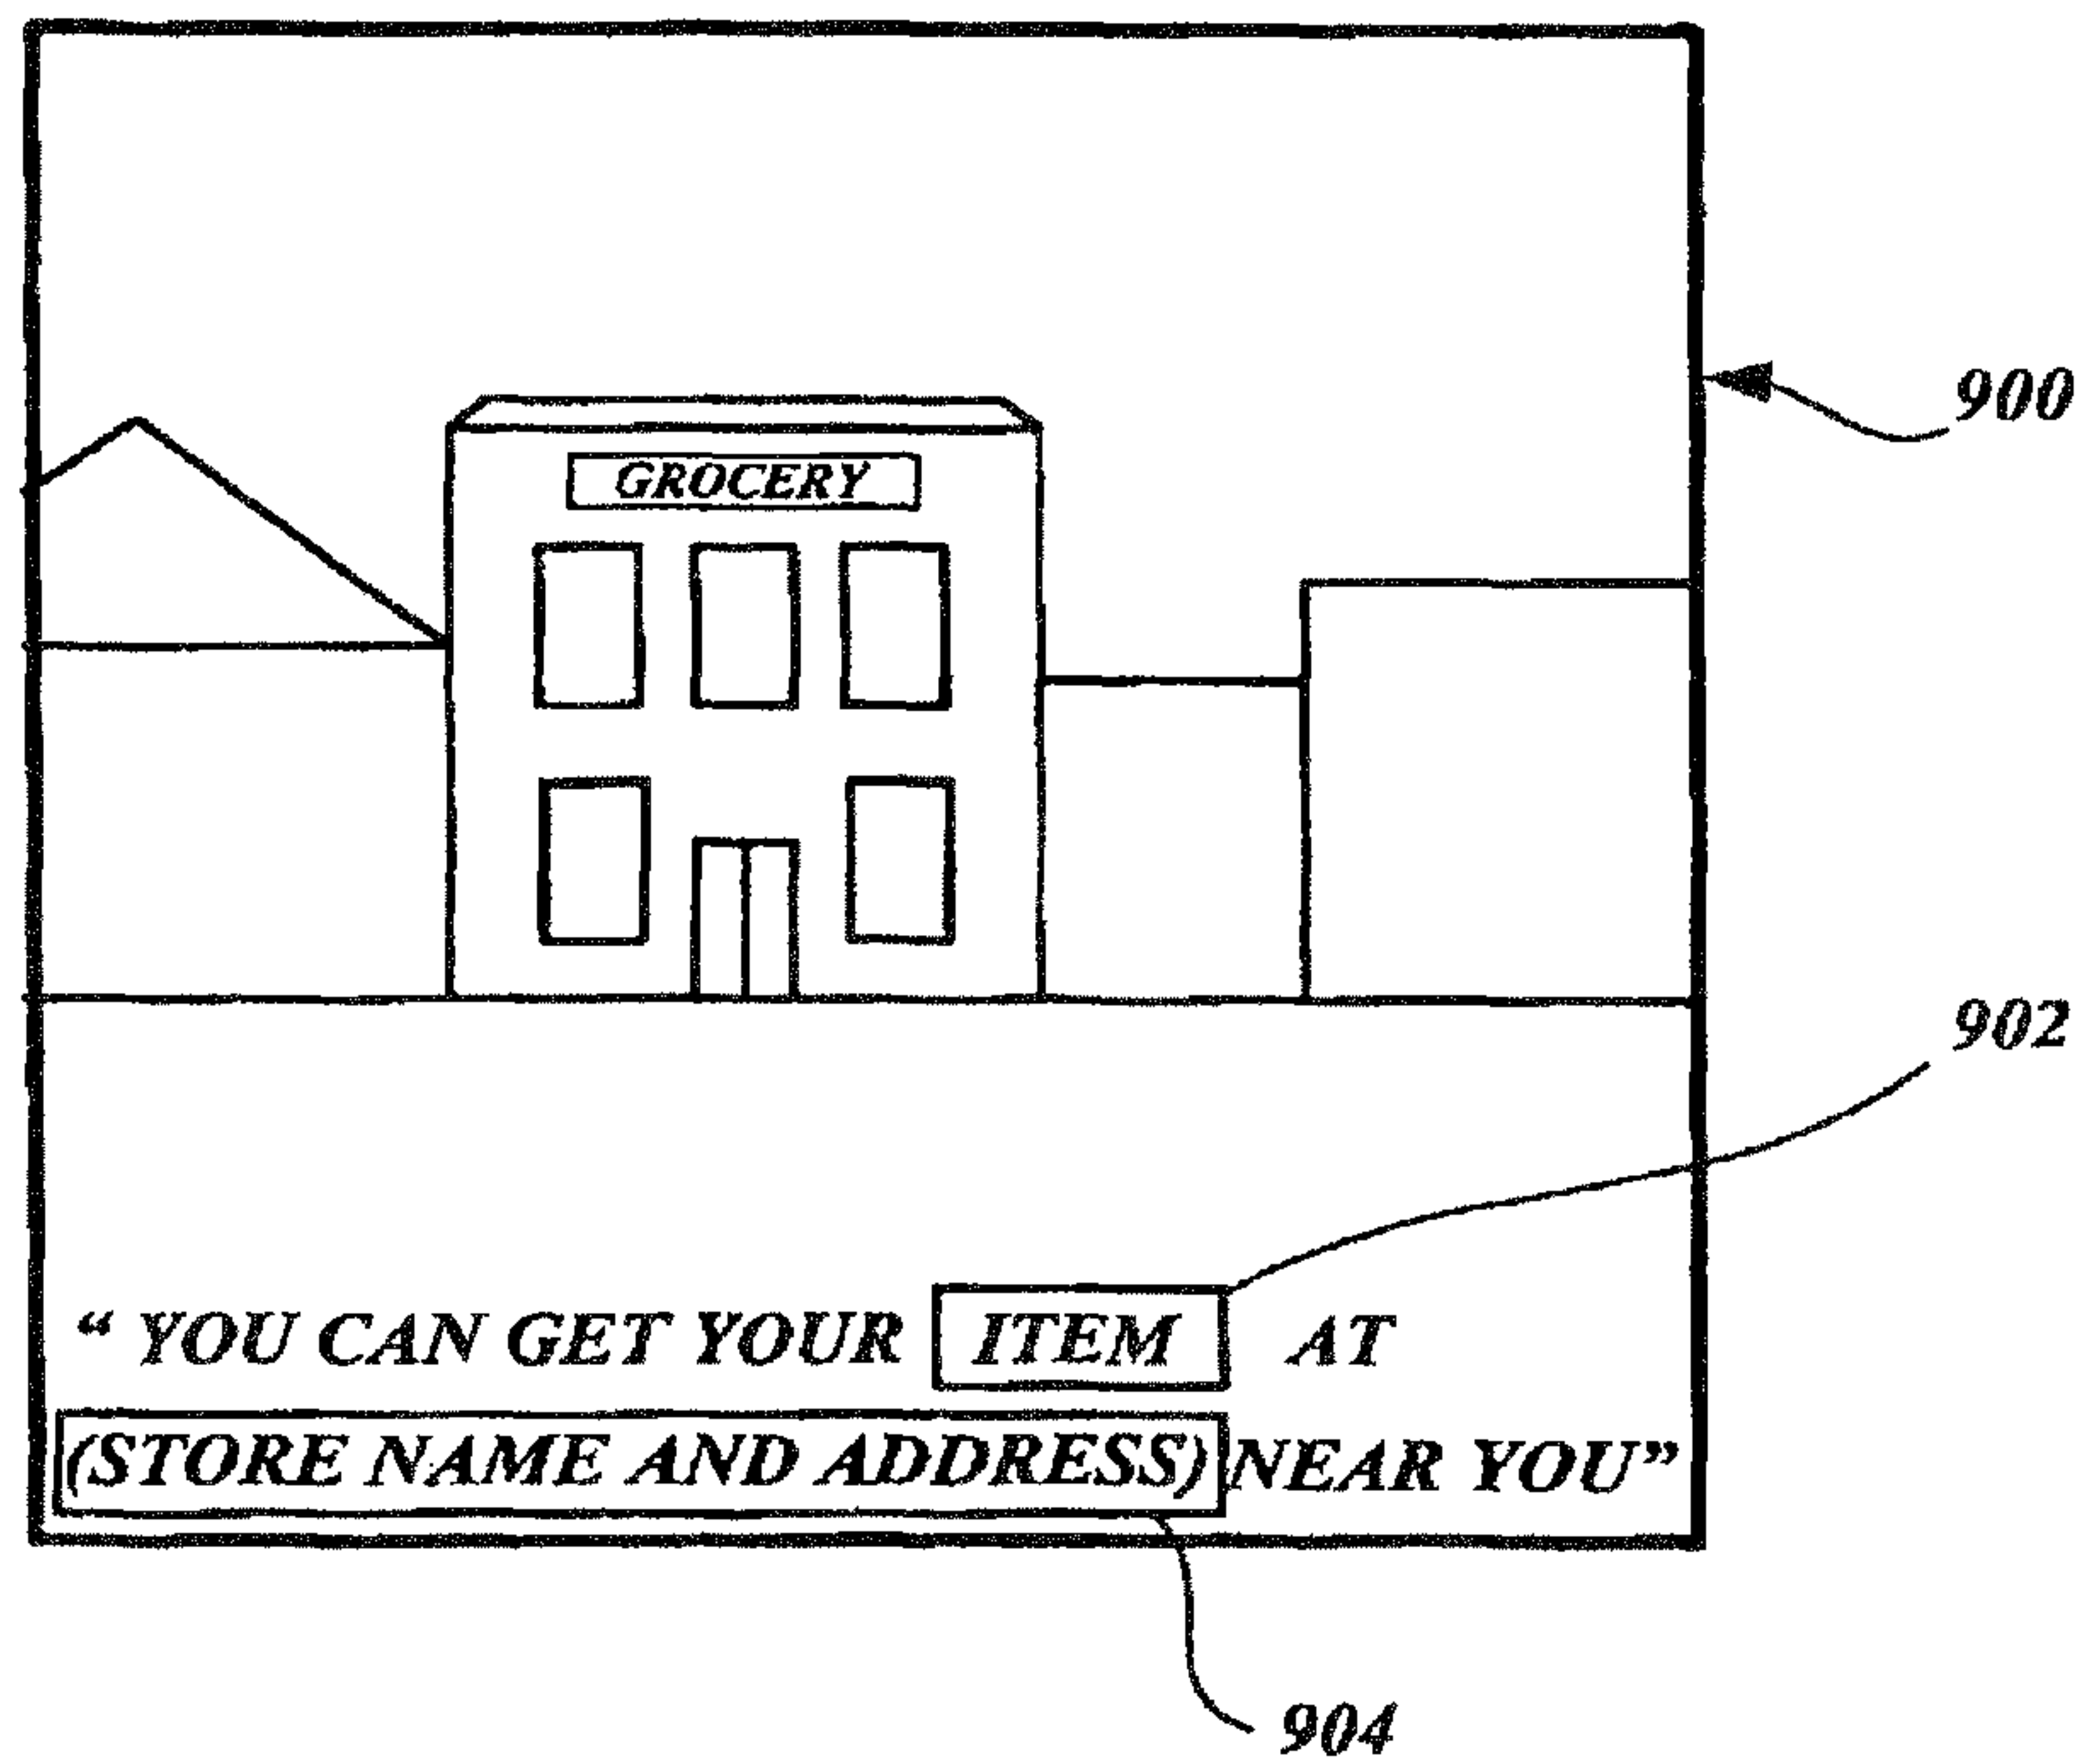 GROCERY
900
902
“ YOU CAN GET YOUR ITEM AT
(STORE NAME AND ADDRESS) NEAR YOU”
904